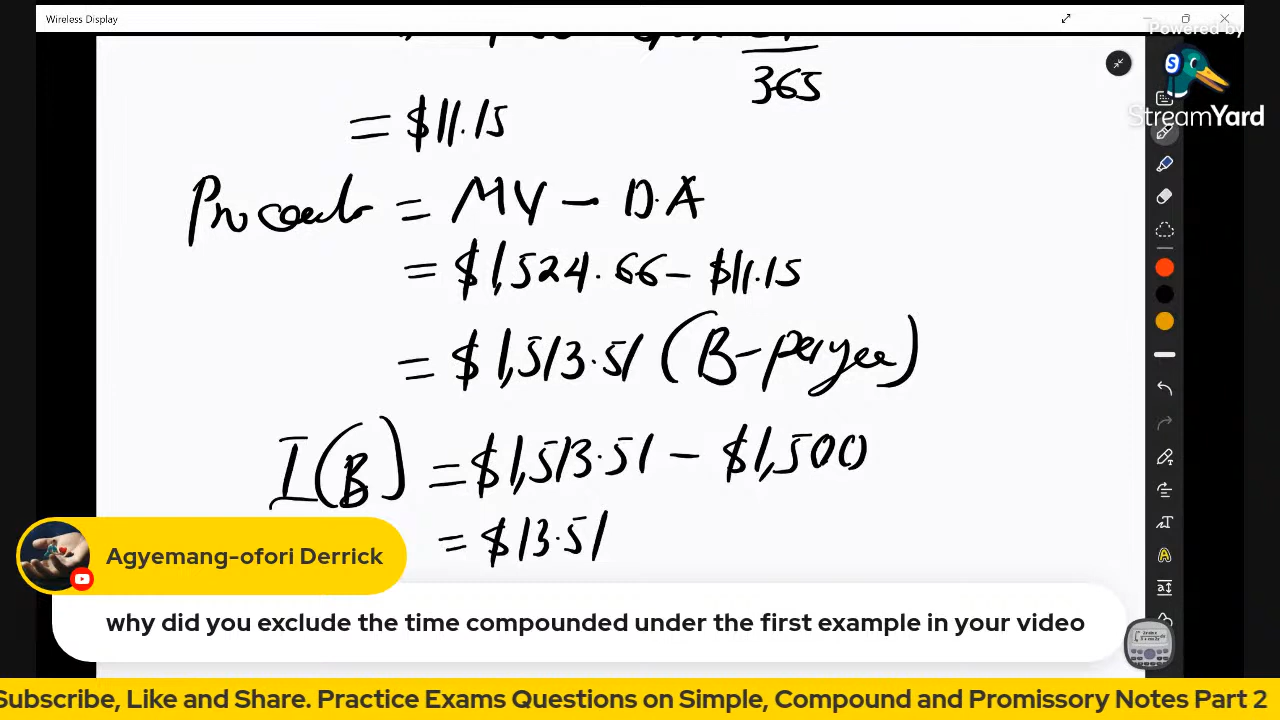 Wireless Display
Powered by
StreamYard
365
= $11.15
Proceeds = MV - D.A
= $1,524.66 - $11.15
= $1,513.51 (B-payee)
I(B) = $1,513.51 - $1,500
= $13.51
Agyemang-ofori Derrick
why did you exclude the time compounded under the first example in your video
Subscribe, Like and Share. Practice Exams Questions on Simple, Compound and Promissory Notes Part 2